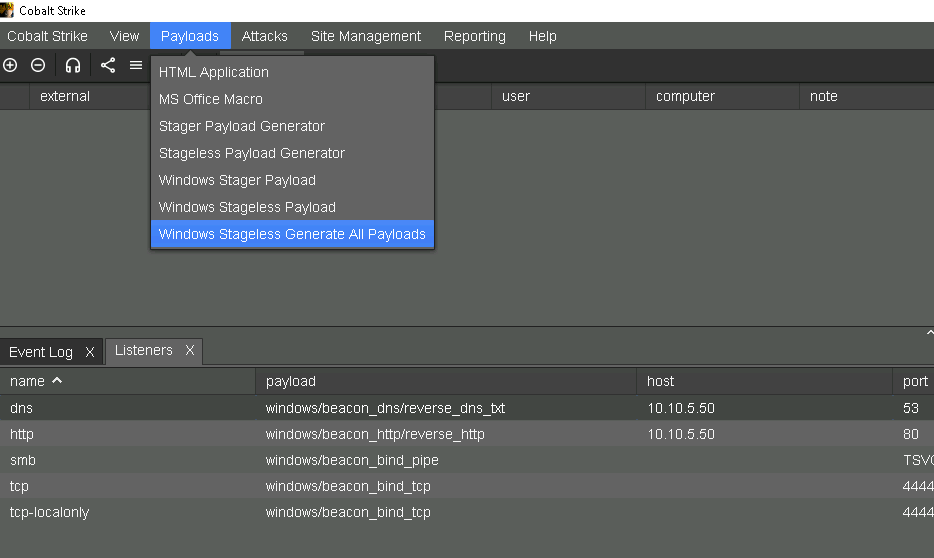 Cobalt Strike
Cobalt Strike View Payloads Attacks Site Management Reporting Help
HTML Application
MS Office Macro
Stager Payload Generator
Stageless Payload Generator
Windows Stager Payload
Windows Stageless Payload
Windows Stageless Generate All Payloads
external user computer note
Event Log X Listeners X
name payload host port
dns windows/beacon_dns/reverse_dns_txt 10.10.5.50 53
http windows/beacon_http/reverse_http 10.10.5.50 80
smb windows/beacon_bind_pipe TSVC
tcp windows/beacon_bind_tcp 4444
tcp-localonly windows/beacon_bind_tcp 4444